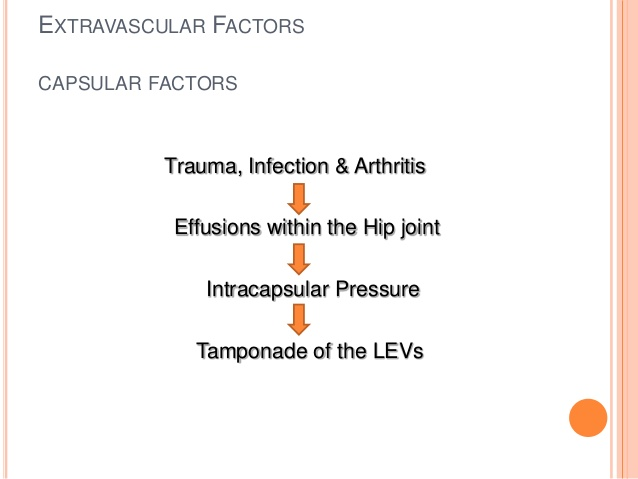 EXTRAVASCULAR FACTORS
CAPSULAR FACTORS
Trauma, Infection & Arthritis
Effusions within the Hip joint
Intracapsular Pressure
Tamponade of the LEVs